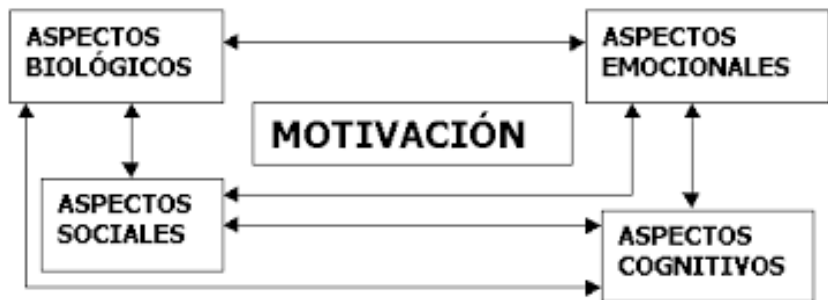 ASPECTOS
BIOLÓGICOS
ASPECTOS
EMOCIONALES
MOTIVACIÓN
ASPECTOS
SOCIALES
ASPECTOS
COGNITIVOS